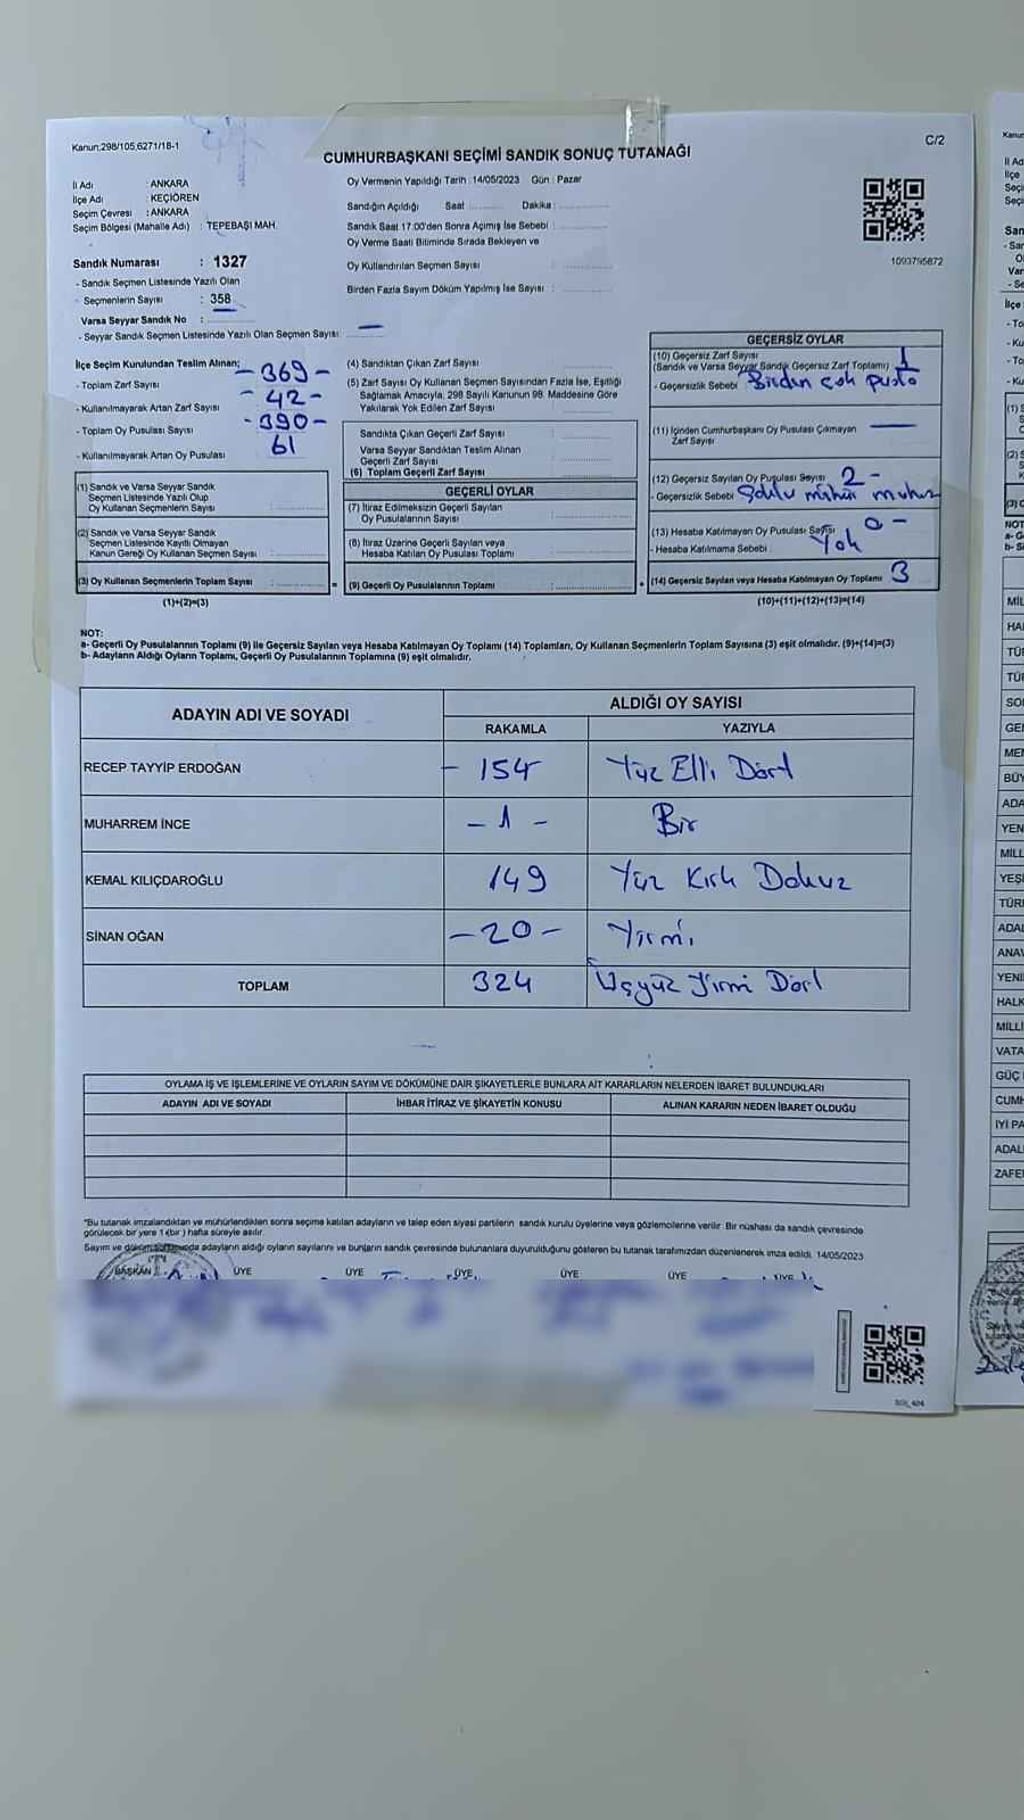 Kanun:298/105,6271/18-1
C/2
CUMHURBAŞKANI SEÇİMİ SANDIK SONUÇ TUTANAĞI
İl Adı : ANKARA
İlçe Adı : KEÇİÖREN
Seçim Çevresi : ANKARA
Seçim Bölgesi (Mahalle Adı) : TEPEBAŞI MAH.
Sandık Numarası : 1327
- Sandık Seçmen Listesinde Yazılı Olan
- Seçmenlerin Sayısı : 358
Varsa Seyyar Sandık No :
- Seyyar Sandık Seçmen Listesinde Yazılı Olan Seçmen Sayısı:
Oy Vermenin Yapıldığı Tarih : 14/05/2023 Gün : Pazar
Sandığın Açıldığı Saat Dakika :
Sandık Saat 17.00'den Sonra Açılmış İse Sebebi :
Oy Verme Saati Bitiminde Sırada Bekleyen ve
Oy Kullandırılan Seçmen Sayısı :
Birden Fazla Sayım Döküm Yapılmış İse Sayısı :
1093795872
İlçe Seçim Kurulundan Teslim Alınan;
- Toplam Zarf Sayısı - 369 -
- Kullanılmayarak Artan Zarf Sayısı - 42 -
- Toplam Oy Pusulası Sayısı - 390 -
- Kullanılmayarak Artan Oy Pusulası 61
(1) Sandık ve Varsa Seyyar Sandık
Seçmen Listesinde Yazılı Olup
Oy Kullanan Seçmenlerin Sayısı :
(2) Sandık ve Varsa Seyyar Sandık
Seçmen Listesinde Kayıtlı Olmayan
Kanun Gereği Oy Kullanan Seçmen Sayısı :
(3) Oy Kullanan Seçmenlerin Toplam Sayısı :
(1)+(2)=(3)
(4) Sandıktan Çıkan Zarf Sayısı :
(5) Zarf Sayısı Oy Kullanan Seçmen Sayısından Fazla İse, Eşitliği
Sağlamak Amacıyla, 298 Sayılı Kanunun 98. Maddesine Göre
Yakılarak Yok Edilen Zarf Sayısı :
Sandıkta Çıkan Geçerli Zarf Sayısı :
Varsa Seyyar Sandıktan Teslim Alınan
Geçerli Zarf Sayısı :
(6) Toplam Geçerli Zarf Sayısı :
GEÇERLİ OYLAR
(7) İtiraz Edilmeksizin Geçerli Sayılan
Oy Pusulalarının Sayısı :
(8) İtiraz Üzerine Geçerli Sayılan veya
Hesaba Katılan Oy Pusulası Toplamı :
(9) Geçerli Oy Pusulalarının Toplamı :
GEÇERSİZ OYLAR
(10) Geçersiz Zarf Sayısı
(Sandık ve Varsa Seyyar Sandık Geçersiz Zarf Toplamı) 1
- Geçersizlik Sebebi Birden çok pusla
(11) İçinden Cumhurbaşkanı Oy Pusulası Çıkmayan
Zarf Sayısı
(12) Geçersiz Sayılan Oy Pusulası Sayısı 2 -
- Geçersizlik Sebebi mühür
(13) Hesaba Katılmayan Oy Pusulası Sayısı 0 -
- Hesaba Katılmama Sebebi Yok
(14) Geçersiz Sayılan veya Hesaba Katılmayan Oy Toplamı 3
(10)+(11)+(12)+(13)=(14)
NOT:
a- Geçerli Oy Pusulalarının Toplamı (9) ile Geçersiz Sayılan veya Hesaba Katılmayan Oy Toplamı (14) Toplamları, Oy Kullanan Seçmenlerin Toplam Sayısına (3) eşit olmalıdır. (9)+(14)=(3)
b- Adayların Aldığı Oyların Toplamı, Geçerli Oy Pusulalarının Toplamına (9) eşit olmalıdır.
ADAYIN ADI VE SOYADI
ALDIĞI OY SAYISI
RAKAMLA YAZIYLA
RECEP TAYYİP ERDOĞAN - 154 Yüz Elli Dört
MUHARREM İNCE - 1 - Bir
KEMAL KILIÇDAROĞLU 149 Yüz Kırk Dokuz
SİNAN OĞAN - 20 - Yirmi
TOPLAM 324 Üçyüz Yirmi Dört
OYLAMA İŞ VE İŞLEMLERİNE VE OYLARIN SAYIM VE DÖKÜMÜNE DAİR ŞİKAYETLERLE BUNLARA AİT KARARLARIN NELERDEN İBARET BULUNDUKLARI
ADAYIN ADI VE SOYADI İHBAR İTİRAZ VE ŞİKAYETİN KONUSU ALINAN KARARIN NEDEN İBARET OLDUĞU
*Bu tutanak imzalandıktan ve mühürlendikten sonra seçime katılan adayların ve talep eden siyasi partilerin sandık kurulu üyelerine veya gözlemcilerine verilir. Bir nüshası da sandık çevresinde
görülecek bir yere 1 (bir) hafta süreyle asılır.
Sayım ve dökümü adayların aldığı oyların sayılarını ve bunların sandık çevresinde bulunanlara duyurulduğunu gösteren bu tutanak tarafımızdan düzenlenerek imza edildi. 14/05/2023
BAŞKAN ÜYE ÜYE ÜYE ÜYE ÜYE ÜYE